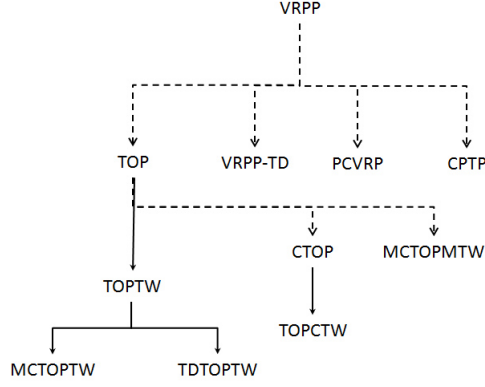 VRPP
TOP VRPP-TD PCVRP CPTP
CTOP MCTOPMTW
TOPTW
TOPCTW
MCTOPTW TDTOPTW